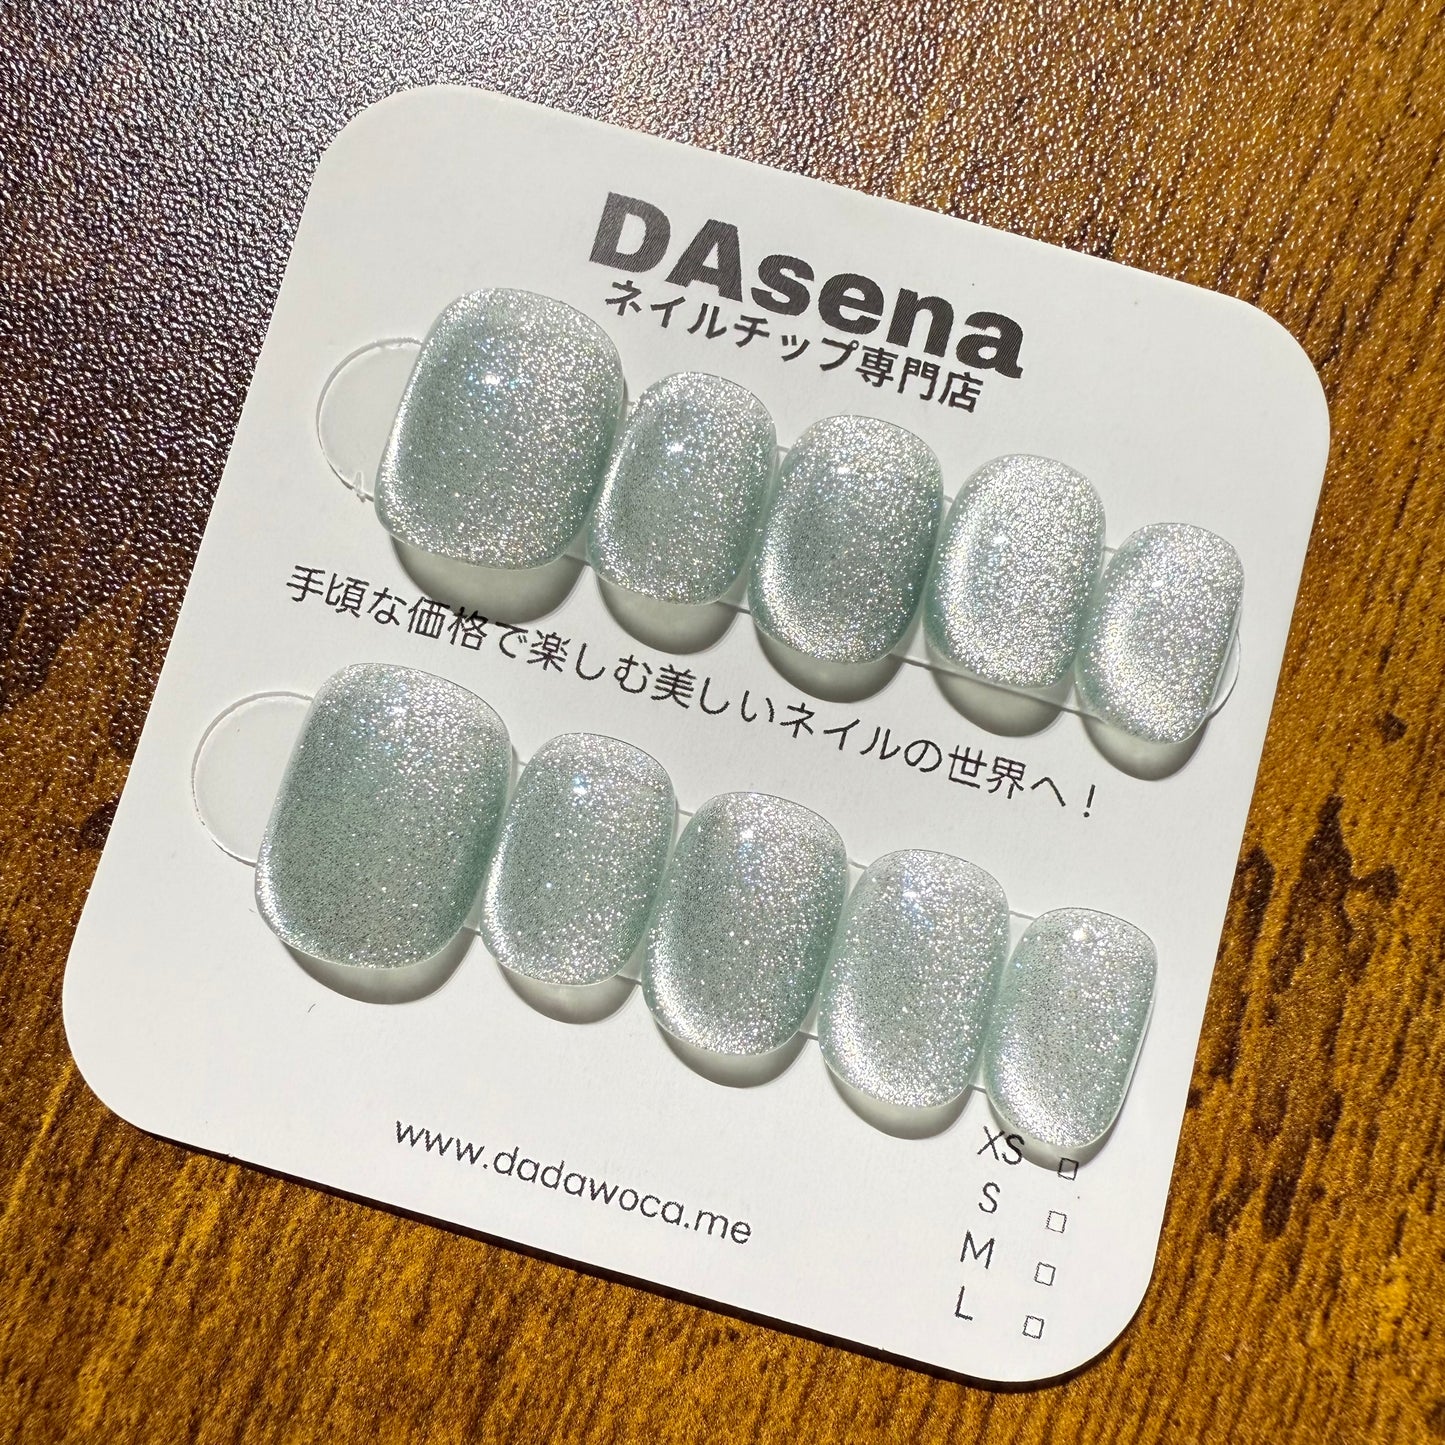 DAsena
ネイルチップ専門店
手頃な価格で楽しむ美しいネイルの世界へ！
www.dadawoca.me
XS □
S □
M □
L □